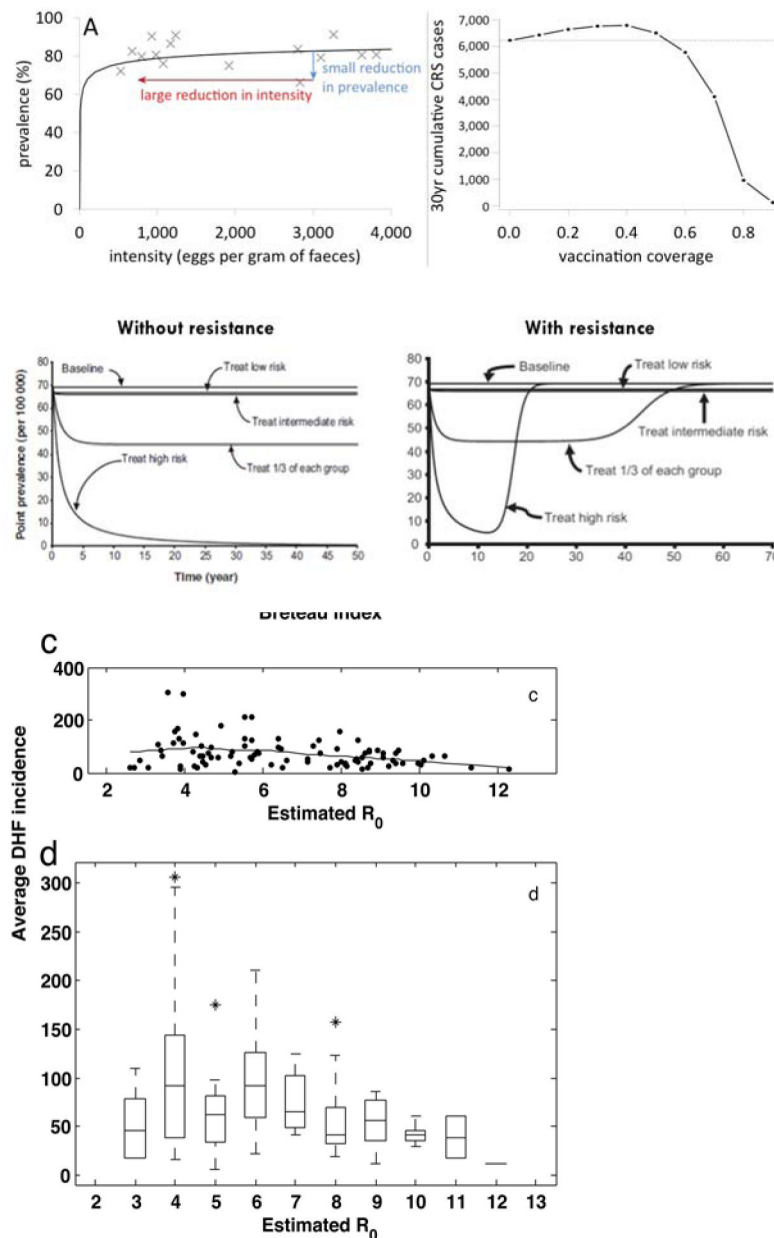 A
100
80
60
40
20
0
prevalence (%)
small reduction
in prevalence
large reduction in intensity
0
1,000
2,000
3,000
4,000
intensity (eggs per gram of faeces)
7,000
6,000
5,000
4,000
3,000
2,000
1,000
0
30yr cumulative CRS cases
0.0
0.2
0.4
0.6
0.8
vaccination coverage
Without resistance
80
70
60
50
40
30
20
10
0
Point prevalence (per 100 000)
Baseline
Treat low risk
Treat intermediate risk
Treat high risk
Treat 1/3 of each group
0 5 10 15 20 25 30 35 40 45 50
Time (year)
With resistance
80
70
60
50
40
30
20
10
0
Baseline
Treat low risk
Treat intermediate risk
Treat 1/3 of each group
Treat high risk
0 10 20 30 40 50 60 70
Breteau index
c
400
200
0
c
2 4 6 8 10 12
Estimated R0
Average DHF incidence
d
300
250
200
150
100
50
0
d
2 3 4 5 6 7 8 9 10 11 12 13
Estimated R0